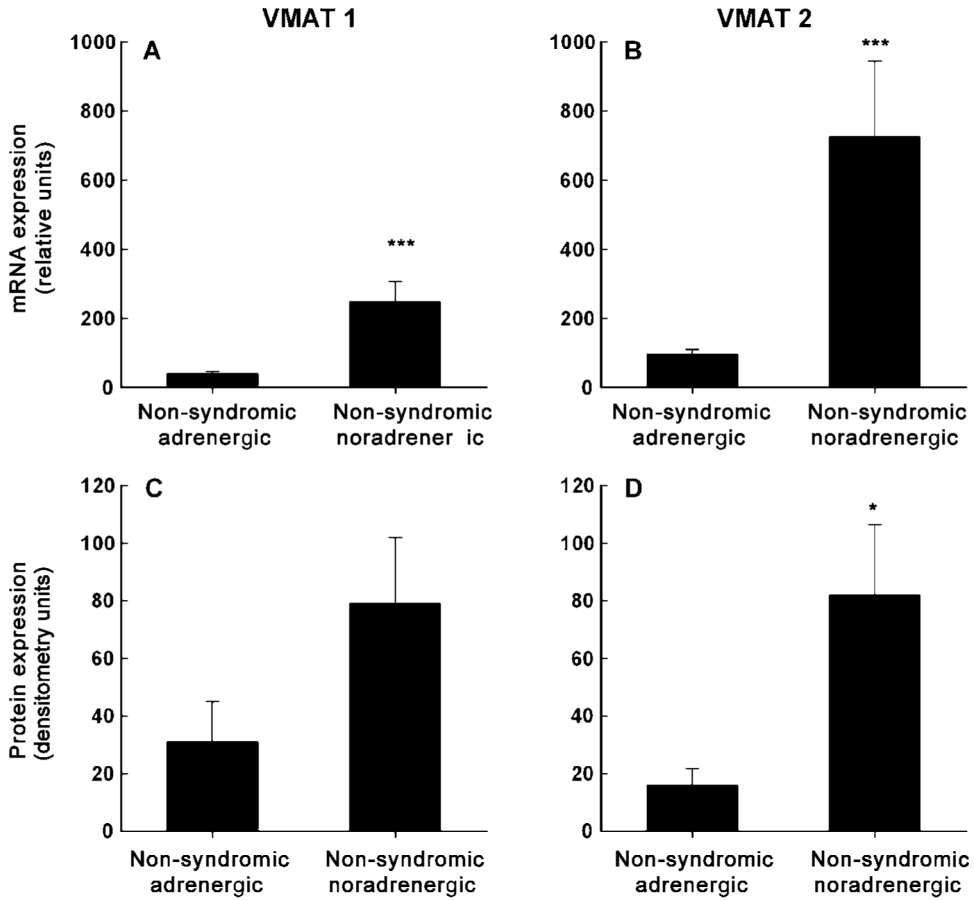 VMAT 1
VMAT 2
mRNA expression
(relative units)
A
1000
800
600
400
200
0
***
Non-syndromic
adrenergic
Non-syndromic
noradrener ic
B
1000
800
600
400
200
0
***
Non-syndromic
adrenergic
Non-syndromic
noradrenergic
Protein expression
(densitometry units)
C
120
100
80
60
40
20
0
Non-syndromic
adrenergic
Non-syndromic
noradrenergic
D
120
100
80
60
40
20
0
*
Non-syndromic
adrenergic
Non-syndromic
noradrenergic